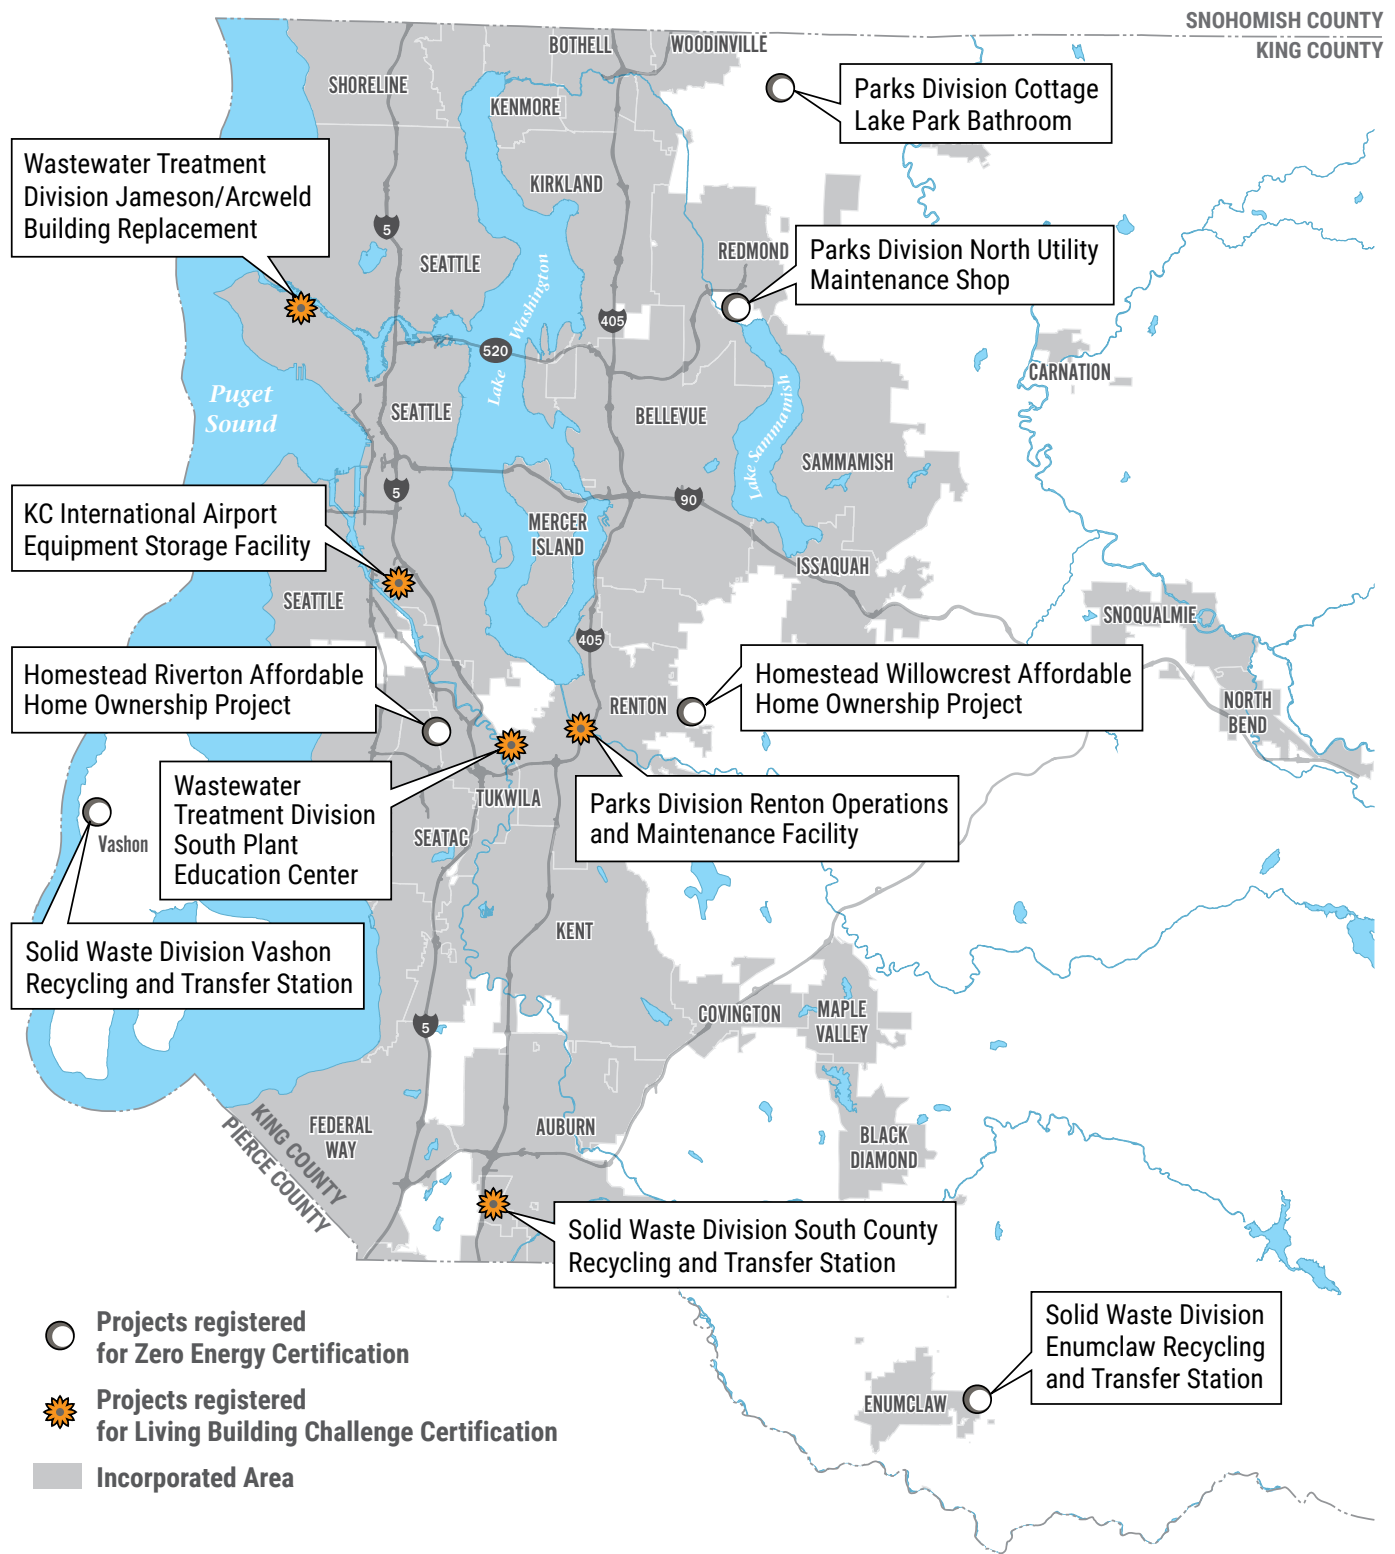 SNOHOMISH COUNTY
KING COUNTY
BOTHELL
WOODINVILLE
SHORELINE
KENMORE
Parks Division Cottage
Lake Park Bathroom
Wastewater Treatment
Division Jameson/Arcweld
Building Replacement
KIRKLAND
5
SEATTLE
REDMOND
Parks Division North Utility
Maintenance Shop
Lake Washington
405
520
CARNATION
Puget
Sound
SEATTLE
BELLEVUE
Lake Sammamish
SAMMAMISH
5
90
KC International Airport
Equipment Storage Facility
MERCER
ISLAND
ISSAQUAH
SEATTLE
SNOQUALMIE
405
Homestead Riverton Affordable
Home Ownership Project
RENTON
Homestead Willowcrest Affordable
Home Ownership Project
NORTH
BEND
Wastewater
Treatment Division
South Plant
Education Center
TUKWILA
Parks Division Renton Operations
and Maintenance Facility
SEATAC
Vashon
KENT
Solid Waste Division Vashon
Recycling and Transfer Station
COVINGTON
MAPLE
VALLEY
5
FEDERAL
WAY
AUBURN
BLACK
DIAMOND
KING COUNTY
PIERCE COUNTY
Solid Waste Division South County
Recycling and Transfer Station
Solid Waste Division
Enumclaw Recycling
and Transfer Station
ENUMCLAW
Projects registered
for Zero Energy Certification
Projects registered
for Living Building Challenge Certification
Incorporated Area